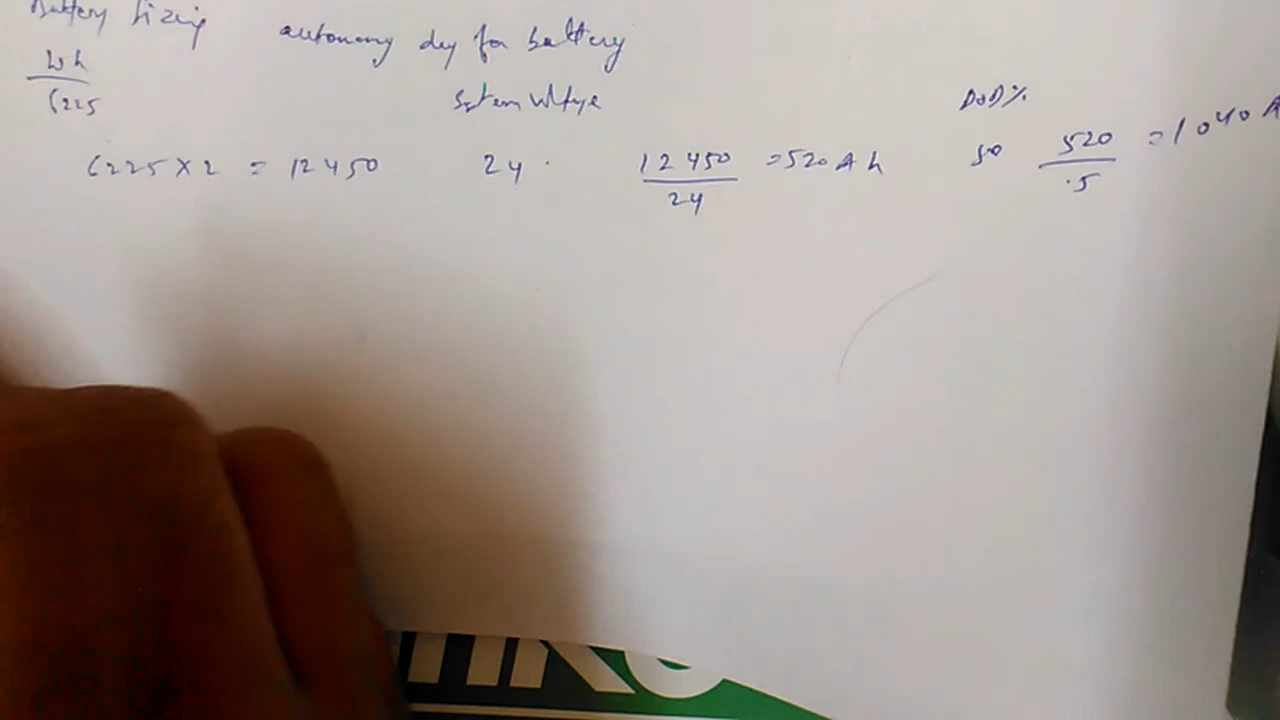 Battery Sizing autonomy day for battery
Wh
6225
System Voltage DOD%
6225 X 2 = 12450 24 12450 = 520 A h 50 520 = 1040 A
24 .5